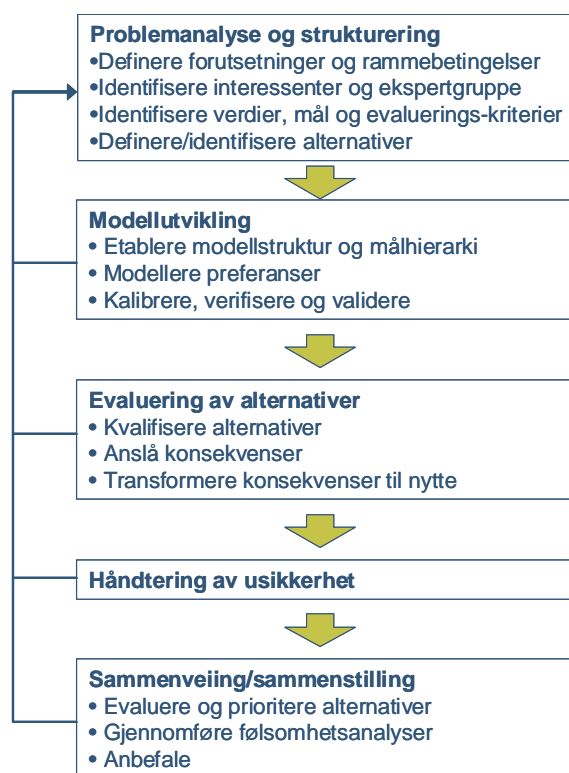 Problemanalyse og strukturering
•Definere forutsetninger og rammebetingelser
•Identifisere interessenter og ekspertgruppe
•Identifisere verdier, mål og evaluerings-kriterier
•Definere/identifisere alternativer
Modellutvikling
• Etablere modellstruktur og målhierarki
• Modellere preferanser
• Kalibrere, verifisere og validere
Evaluering av alternativer
• Kvalifisere alternativer
• Anslå konsekvenser
• Transformere konsekvenser til nytte
Håndtering av usikkerhet
Sammenveiing/sammenstilling
• Evaluere og prioritere alternativer
• Gjennomføre følsomhetsanalyser
• Anbefale